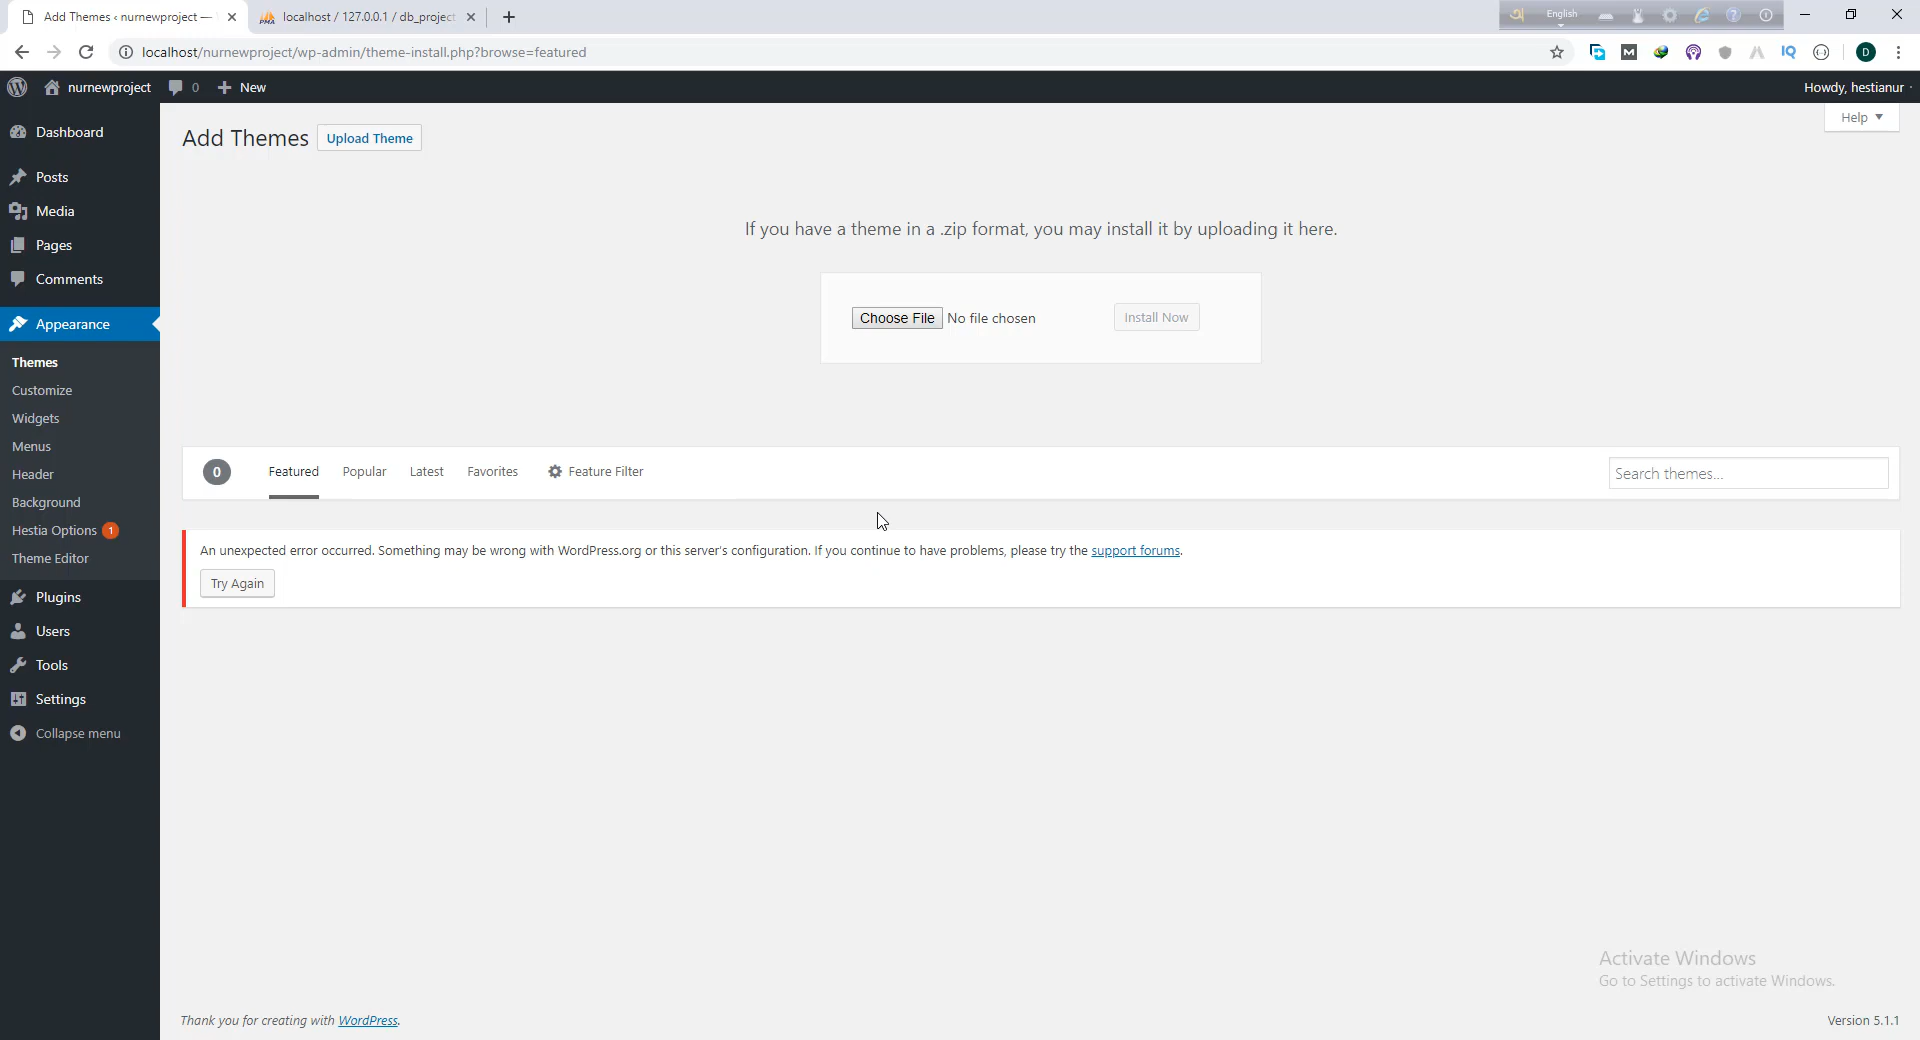 Add Themes ‹ nurnewproject —
localhost / 127.0.0.1 / db_project
English
localhost/nurnewproject/wp-admin/theme-install.php?browse=featured
nurnewproject 0 New
Howdy, hestianur
Dashboard
Posts
Media
Pages
Comments
Appearance
Themes
Customize
Widgets
Menus
Header
Background
Hestia Options 1
Theme Editor
Plugins
Users
Tools
Settings
Collapse menu
Help
Add Themes Upload Theme
If you have a theme in a .zip format, you may install it by uploading it here.
Choose File No file chosen Install Now
0 Featured Popular Latest Favorites Feature Filter Search themes...
An unexpected error occurred. Something may be wrong with WordPress.org or this server's configuration. If you continue to have problems, please try the support forums.
Try Again
Activate Windows
Go to Settings to activate Windows.
Thank you for creating with WordPress.
Version 5.1.1